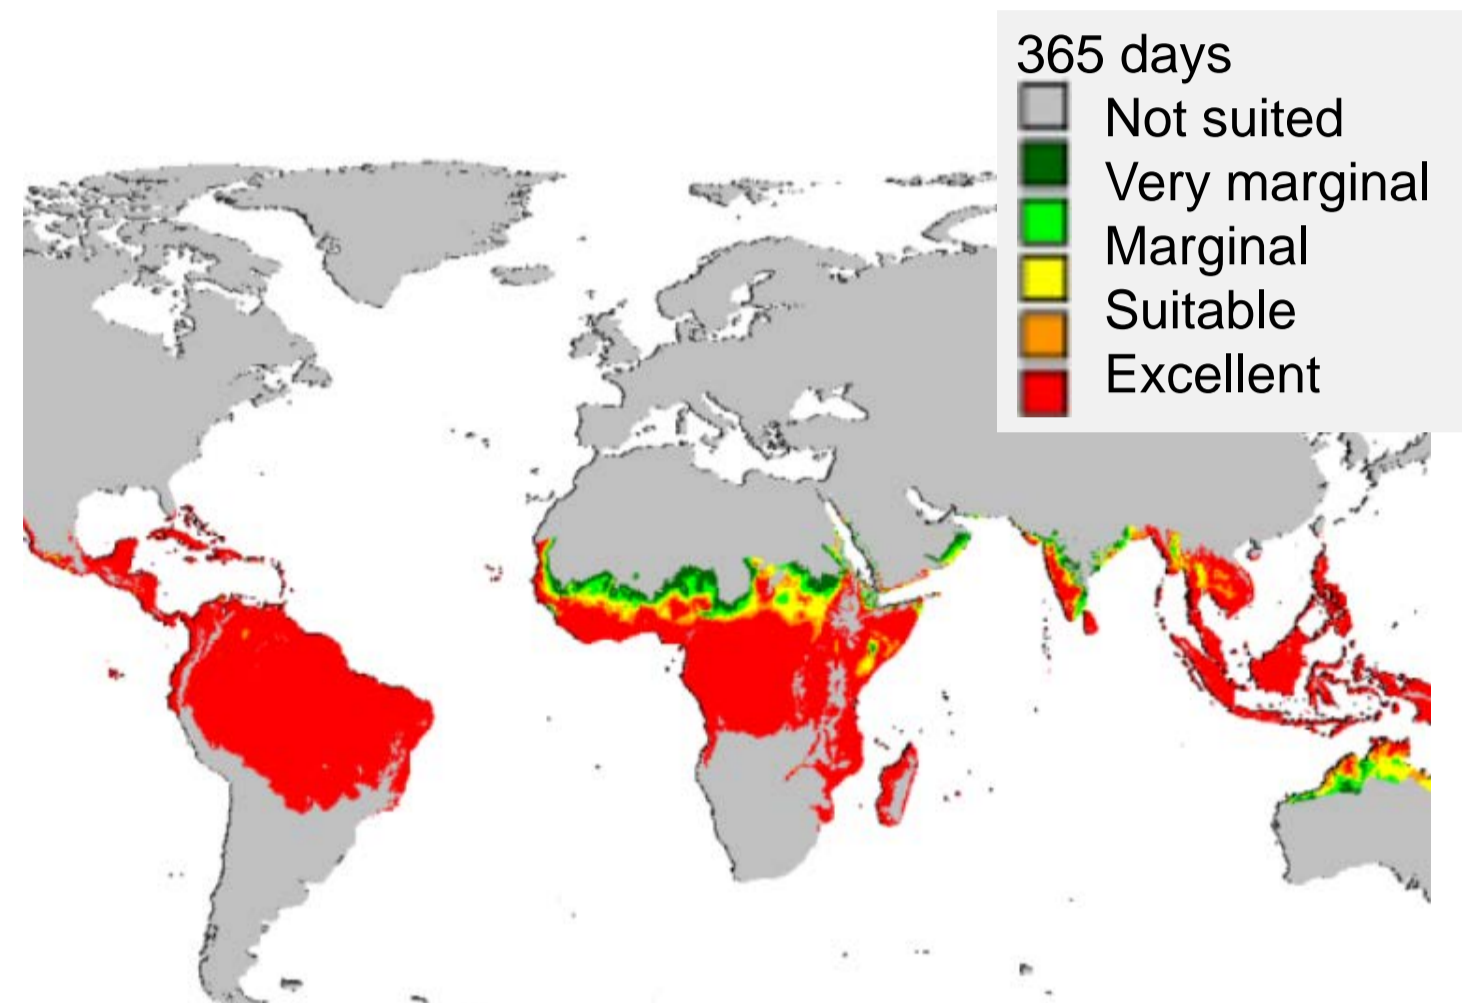 365 days
Not suited
Very marginal
Marginal
Suitable
Excellent